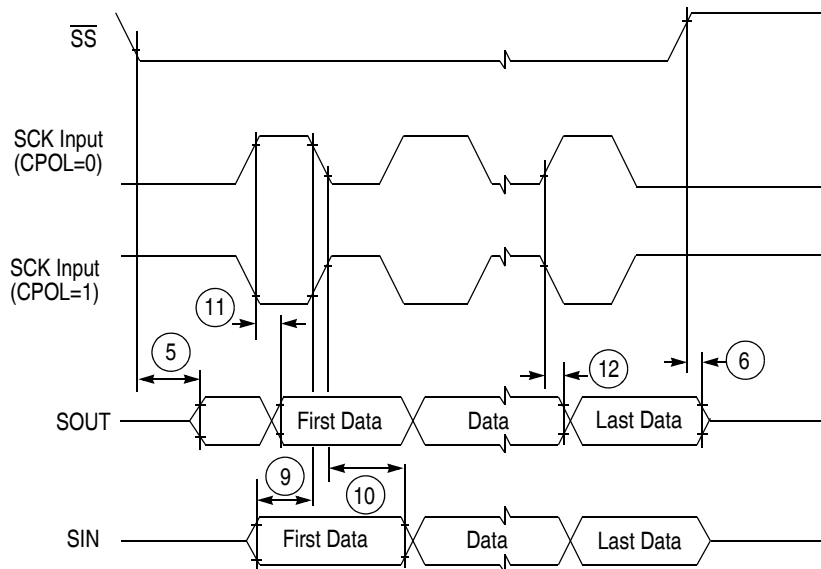 SS
SCK Input
(CPOL=0)
SCK Input
(CPOL=1)
11
5
12
6
SOUT
First Data
Data
Last Data
9
10
SIN
First Data
Data
Last Data